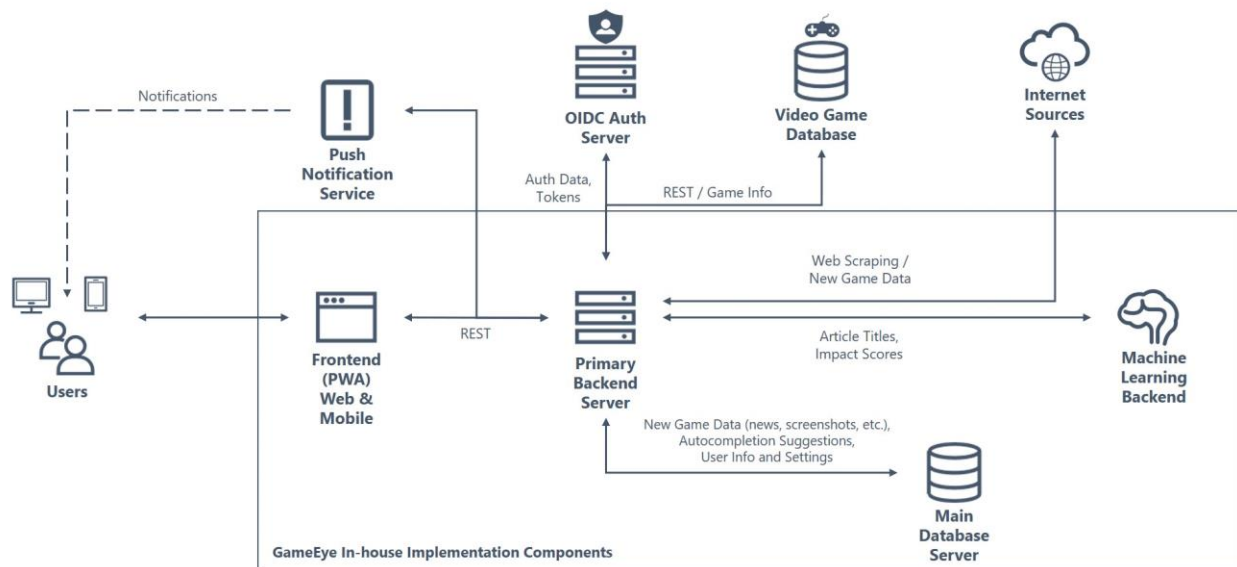 Notifications
Push
Notification
Service
OIDC Auth
Server
Video Game
Database
Internet
Sources
Auth Data,
Tokens
REST / Game Info
Web Scraping /
New Game Data
Users
Frontend
(PWA)
Web &
Mobile
REST
Primary
Backend
Server
Article Titles,
Impact Scores
Machine
Learning
Backend
New Game Data (news, screenshots, etc.),
Autocompletion Suggestions,
User Info and Settings
Main
Database
Server
GameEye In-house Implementation Components